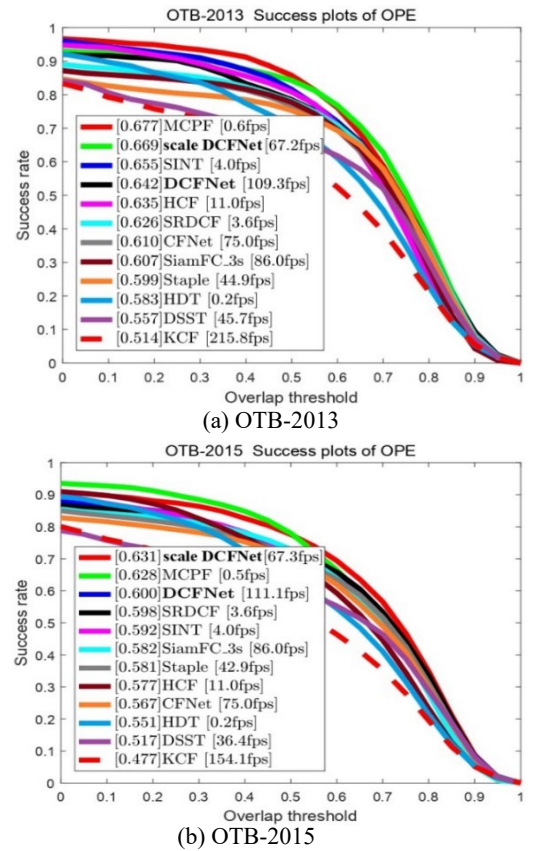 OTB-2013 Success plots of OPE
1
0.9
0.8
0.7
0.6
0.5
0.4
0.3
0.2
0.1
0
Success rate
[0.677]MCPF [0.6fps]
[0.669]scale DCFNet[67.2fps]
[0.655]SINT [4.0fps]
[0.642]DCFNet [109.3fps]
[0.635]HCF [11.0fps]
[0.626]SRDCF [3.6fps]
[0.610]CFNet [75.0fps]
[0.607]SiamFC.3s [86.0fps]
[0.599]Staple [44.9fps]
[0.583]HDT [0.2fps]
[0.557]DSST [45.7fps]
[0.514]KCF [215.8fps]
0 0.1 0.2 0.3 0.4 0.5 0.6 0.7 0.8 0.9 1
Overlap threshold
(a) OTB-2013
OTB-2015 Success plots of OPE
1
0.9
0.8
0.7
0.6
0.5
0.4
0.3
0.2
0.1
0
Success rate
[0.631]scale DCFNet[67.3fps]
[0.628]MCPF [0.5fps]
[0.600]DCFNet [111.1fps]
[0.598]SRDCF [3.6fps]
[0.592]SINT [4.0fps]
[0.582]SiamFC.3s [86.0fps]
[0.581]Staple [42.9fps]
[0.577]HCF [11.0fps]
[0.567]CFNet [75.0fps]
[0.551]HDT [0.2fps]
[0.517]DSST [36.4fps]
[0.477]KCF [154.1fps]
0 0.1 0.2 0.3 0.4 0.5 0.6 0.7 0.8 0.9 1
Overlap threshold
(b) OTB-2015